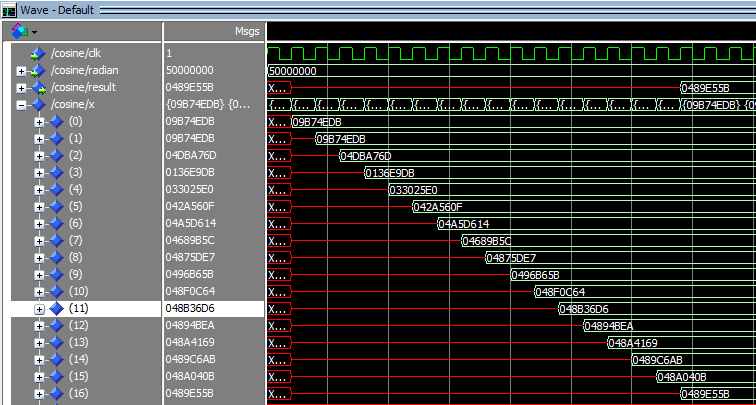 Wave - Default
Msgs
/cosine/clk 1
/cosine/radian 50000000 50000000
/cosine/result 0489E55B X... 0489E55B
/cosine/x {09B74EDB} {0... {... {... {... {... {... {... {... {... {... {... {... {... {... {... {... {... {... {09B74EDB} {09
(0) 09B74EDB X... 09B74EDB
(1) 09B74EDB X... 09B74EDB
(2) 04DBA76D X... 04DBA76D
(3) 0136E9DB X... 0136E9DB
(4) 033025E0 X... 033025E0
(5) 042A560F X... 042A560F
(6) 04A5D614 X... 04A5D614
(7) 04689B5C X... 04689B5C
(8) 04875DE7 X... 04875DE7
(9) 0496B65B X... 0496B65B
(10) 048F0C64 X... 048F0C64
(11) 048B36D6 X... 048B36D6
(12) 04894BEA X... 04894BEA
(13) 048A4169 X... 048A4169
(14) 0489C6AB X... 0489C6AB
(15) 048A040B X... 048A040B
(16) 0489E55B X... 0489E55B